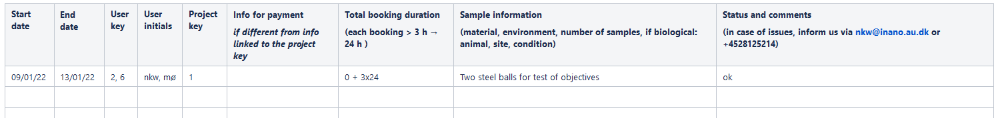 Start date
End date
User key
User initials
Project key
Info for payment
if different from info linked to the project key
Total booking duration
(each booking > 3 h → 24 h )
Sample information
(material, environment, number of samples, if biological: animal, site, condition)
Status and comments
(in case of issues, inform us via nkw@inano.au.dk or +4528125214)
09/01/22
13/01/22
2, 6
nkw, mø
1
0 + 3x24
Two steel balls for test of objectives
ok